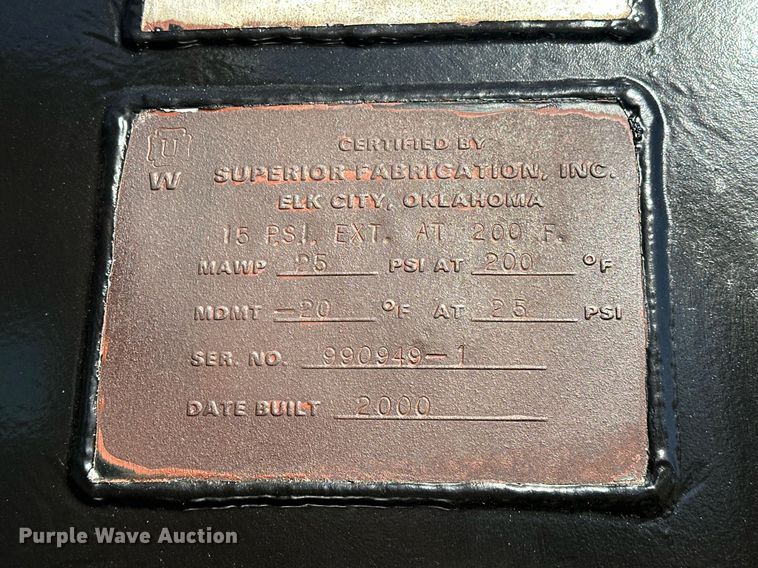 U
W
CERTIFIED BY
SUPERIOR FABRICATION, INC.
ELK CITY, OKLAHOMA
15 PSI. EXT. AT 200 F.
MAWP 25 PSI AT 200 °F
MDMT -20 °F AT 25 PSI
SER. NO. 990949-1
DATE BUILT 2000
Purple Wave Auction